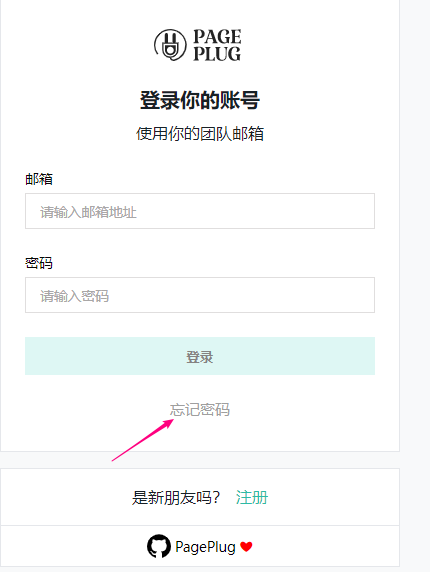 PAGE
PLUG
登录你的账号
使用你的团队邮箱
邮箱
请输入邮箱地址
密码
请输入密码
登录
忘记密码
是新朋友吗? 注册
PagePlug